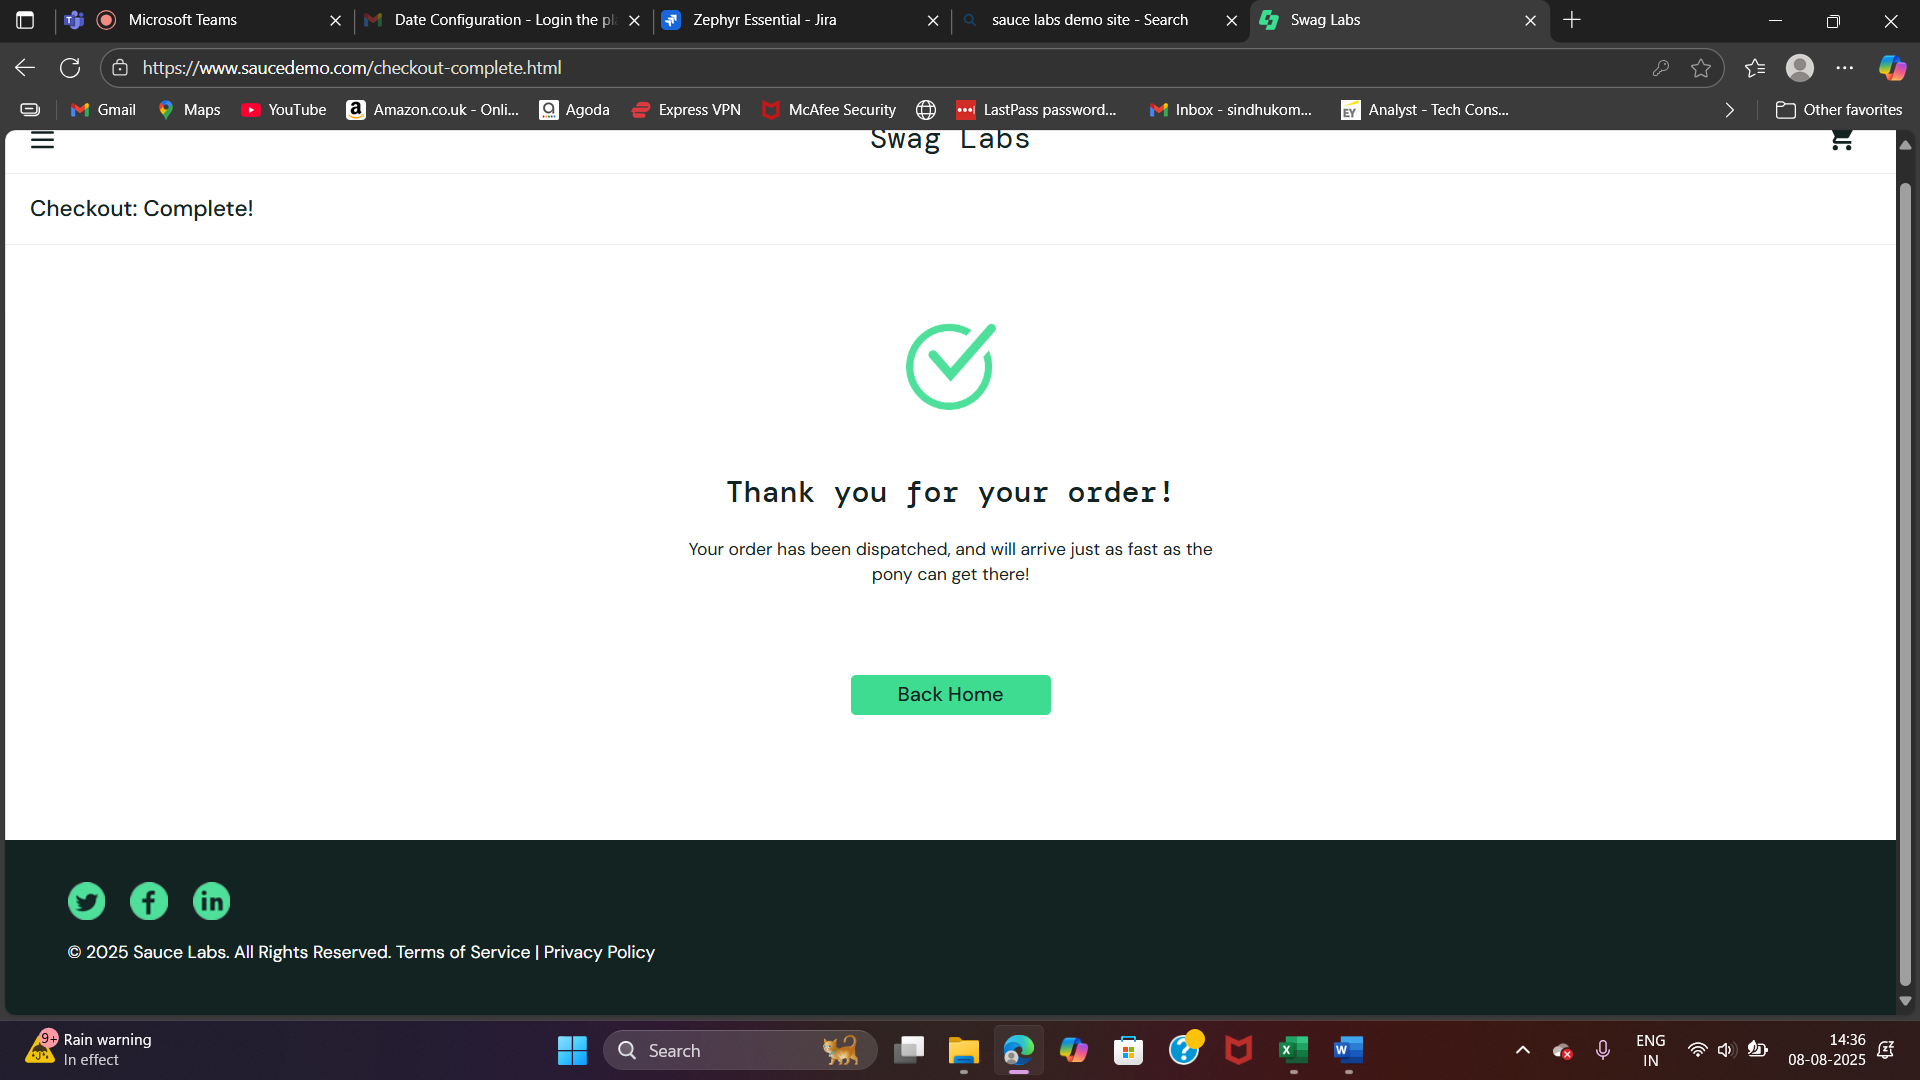 Microsoft Teams
Date Configuration - Login the pl
Zephyr Essential - Jira
sauce labs demo site - Search
Swag Labs
https://www.saucedemo.com/checkout-complete.html
Gmail
Maps
YouTube
Amazon.co.uk - Onli...
Agoda
Express VPN
McAfee Security
LastPass password...
Inbox - sindhukom...
EY
Analyst - Tech Cons...
Other favorites
Swag Labs
Checkout: Complete!
Thank you for your order!
Your order has been dispatched, and will arrive just as fast as the
pony can get there!
Back Home
© 2025 Sauce Labs. All Rights Reserved. Terms of Service | Privacy Policy
9+
Rain warning
In effect
Search
ENG
IN
14:36
08-08-2025